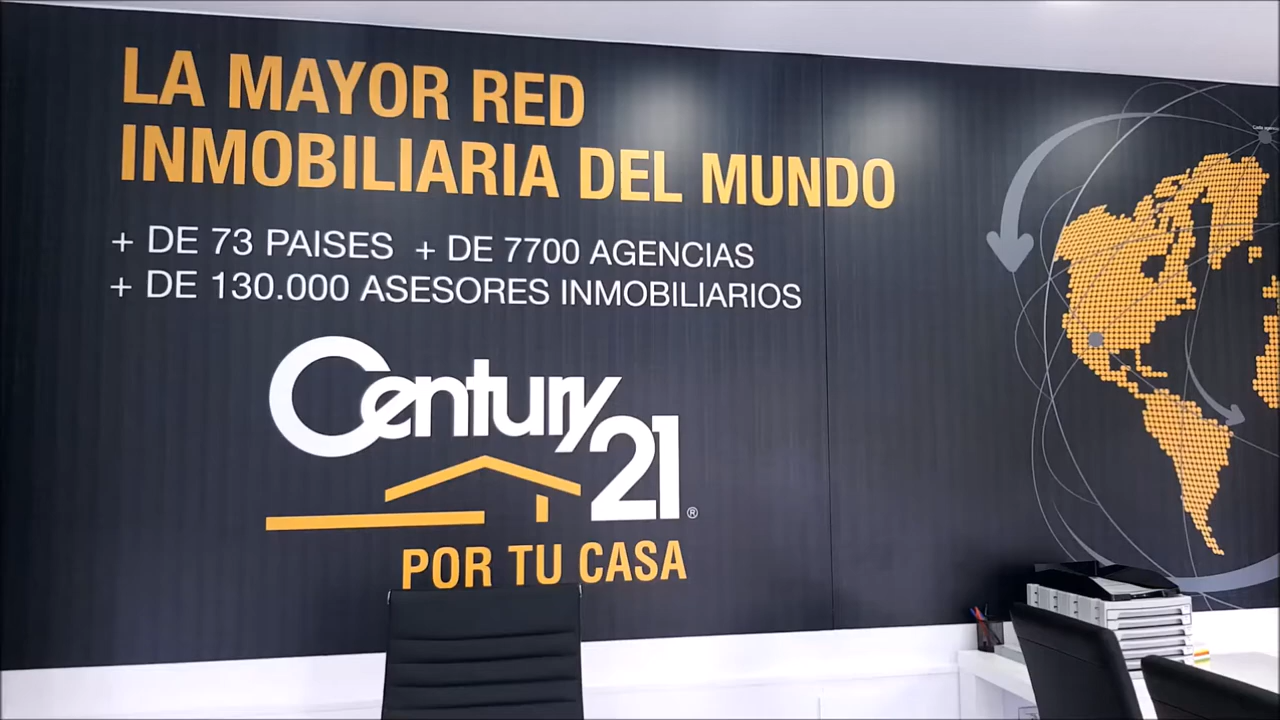 LA MAYOR RED
INMOBILIARIA DEL MUNDO
+ DE 73 PAISES + DE 7700 AGENCIAS
+ DE 130.000 ASESORES INMOBILIARIOS
Century
21®
POR TU CASA